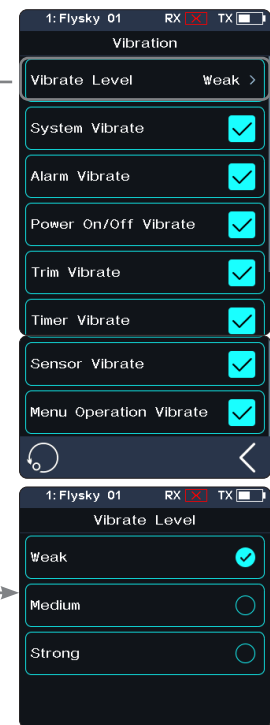 1: Flysky 01 RX TX
Vibration
Vibrate Level Weak >
System Vibrate
Alarm Vibrate
Power On/Off Vibrate
Trim Vibrate
Timer Vibrate
Sensor Vibrate
Menu Operation Vibrate
1: Flysky 01 RX TX
Vibrate Level
Weak
Medium
Strong